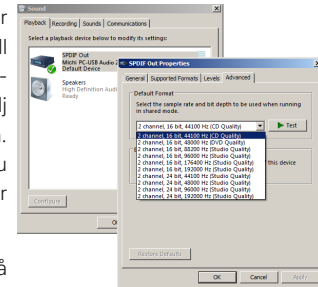 Sound
Playback
Recording
Sounds
Communications
Select a playback device below to modify its settings:
SPDIF Out
Michi PC-USB Audio 2
Default Device
Speakers
High Definition Audio
Ready
Configure
SPDIF Out Properties
General
Supported Formats
Levels
Advanced
Default Format
Select the sample rate and bit depth to be used when running
in shared mode.
2 channel, 16 bit, 44100 Hz (CD Quality)
Test
2 channel, 16 bit, 44100 Hz (CD Quality)
2 channel, 16 bit, 48000 Hz (DVD Quality)
2 channel, 16 bit, 88200 Hz (Studio Quality)
2 channel, 16 bit, 96000 Hz (Studio Quality)
2 channel, 16 bit, 176400 Hz (Studio Quality)
2 channel, 16 bit, 192000 Hz (Studio Quality)
2 channel, 24 bit, 44100 Hz (Studio Quality)
2 channel, 24 bit, 48000 Hz (Studio Quality)
2 channel, 24 bit, 96000 Hz (Studio Quality)
2 channel, 24 bit, 192000 Hz (Studio Quality)
this device
Restore Defaults
OK
Cancel
Apply